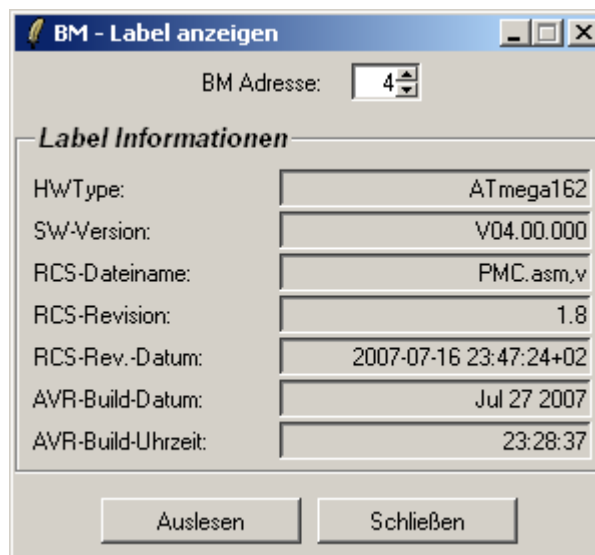 BM - Label anzeigen
BM Adresse: 4
Label Informationen
HWType: ATmega162
SW-Version: V04.00.000
RCS-Dateiname: PMC.asm,v
RCS-Revision: 1.8
RCS-Rev.-Datum: 2007-07-16 23:47:24+02
AVR-Build-Datum: Jul 27 2007
AVR-Build-Uhrzeit: 23:28:37
Auslesen Schließen